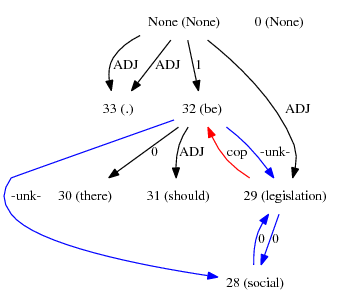 None (None) 0 (None)
ADJ ADJ 1 ADJ
33 (.) 32 (be)
0 ADJ cop -unk-
-unk- 30 (there) 31 (should) 29 (legislation)
0 0
28 (social)